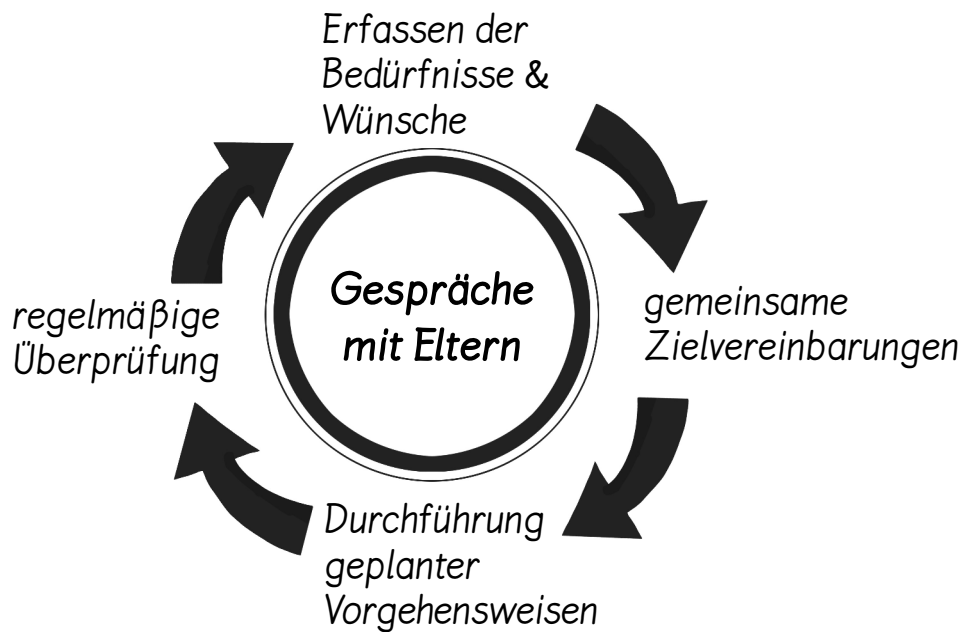 Erfassen der
Bedürfnisse &
Wünsche
gemeinsame
Zielvereinbarungen
Durchführung
geplanter
Vorgehensweisen
regelmäßige
Überprüfung
Gespräche
mit Eltern